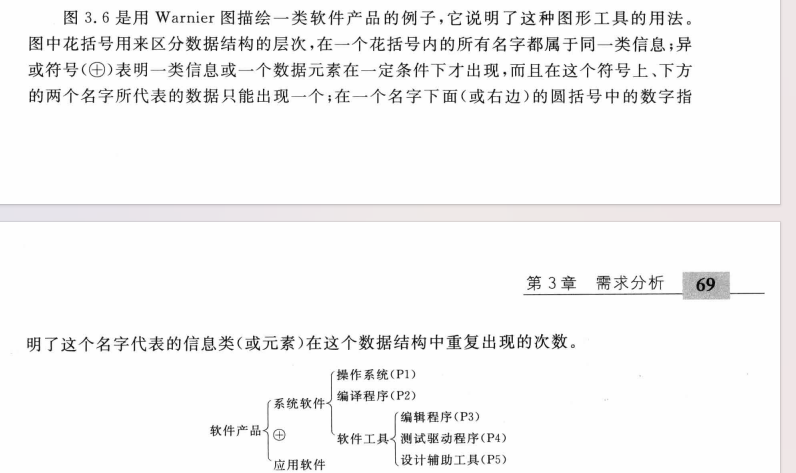 图 3.6 是用 Warnier 图描绘一类软件产品的例子,它说明了这种图形工具的用法。
图中花括号用来区分数据结构的层次,在一个花括号内的所有名字都属于同一类信息;异
或符号(⊕)表明一类信息或一个数据元素在一定条件下才出现,而且在这个符号上、下方
的两个名字所代表的数据只能出现一个;在一个名字下面(或右边)的圆括号中的数字指
第 3 章 需求分析 69
明了这个名字代表的信息类(或元素)在这个数据结构中重复出现的次数。
操作系统(P1)
编译程序(P2)
系统软件
编辑程序(P3)
软件产品
⊕
软件工具
测试驱动程序(P4)
设计辅助工具(P5)
应用软件